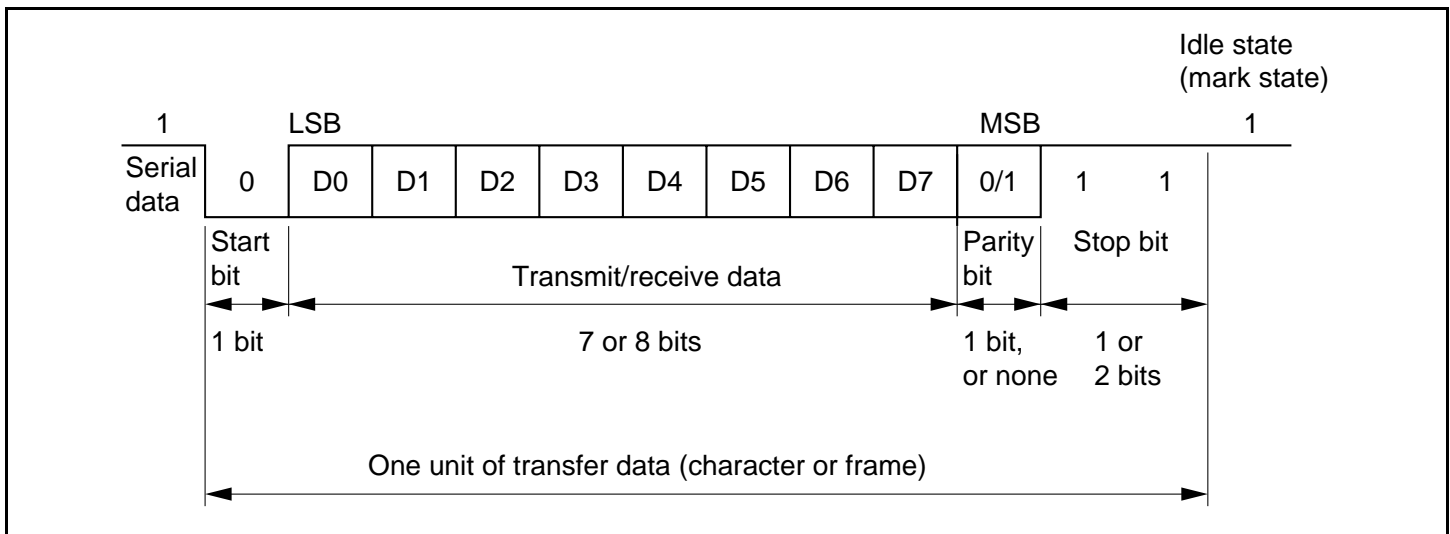 Idle state
(mark state)
1 LSB MSB 1
Serial
data
0 D0 D1 D2 D3 D4 D5 D6 D7 0/1 1 1
Start
bit
Transmit/receive data
Parity
bit
Stop bit
1 bit
7 or 8 bits
1 bit,
or none
1 or
2 bits
One unit of transfer data (character or frame)